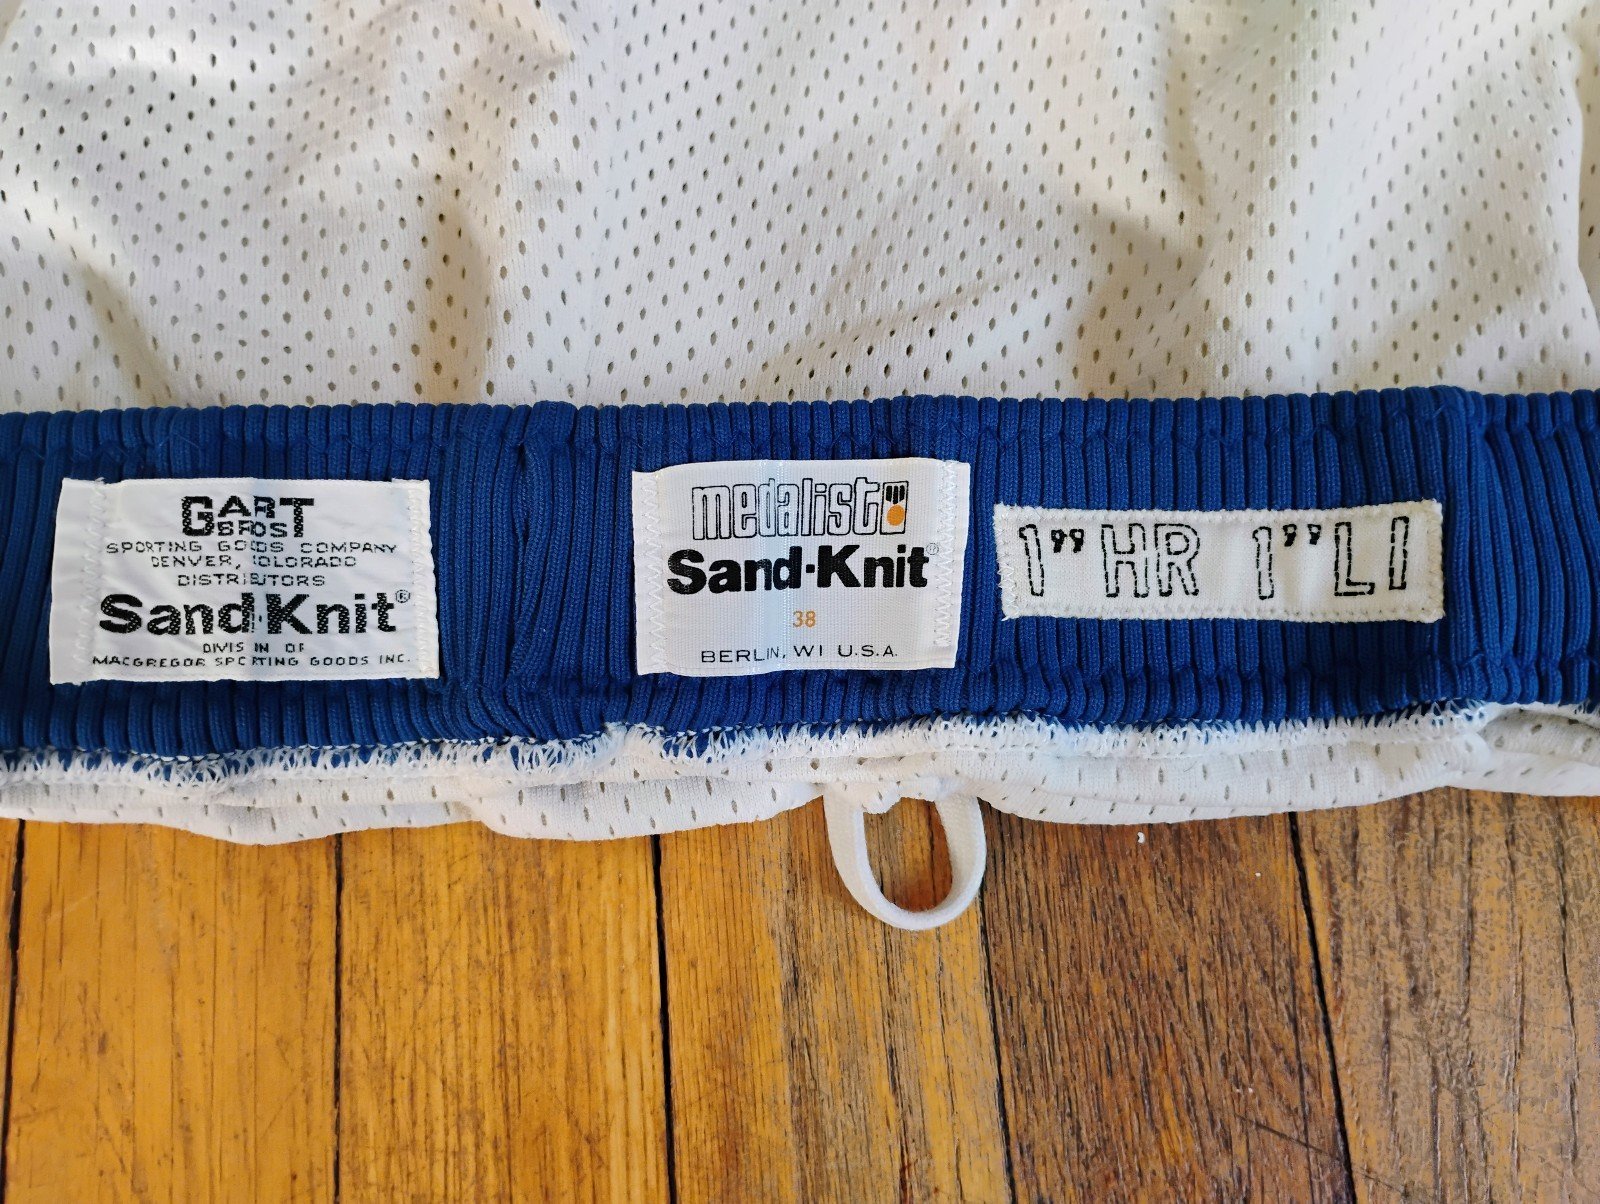 GART
BROS
SPORTING GOODS COMPANY
DENVER, COLORADO
DISTRIBUTORS
Sand·Knit®
DIVISION OF
MACGREGOR SPORTING GOODS INC.
medalist
Sand·Knit®
38
BERLIN, WI U.S.A.
1" HR 1" LI